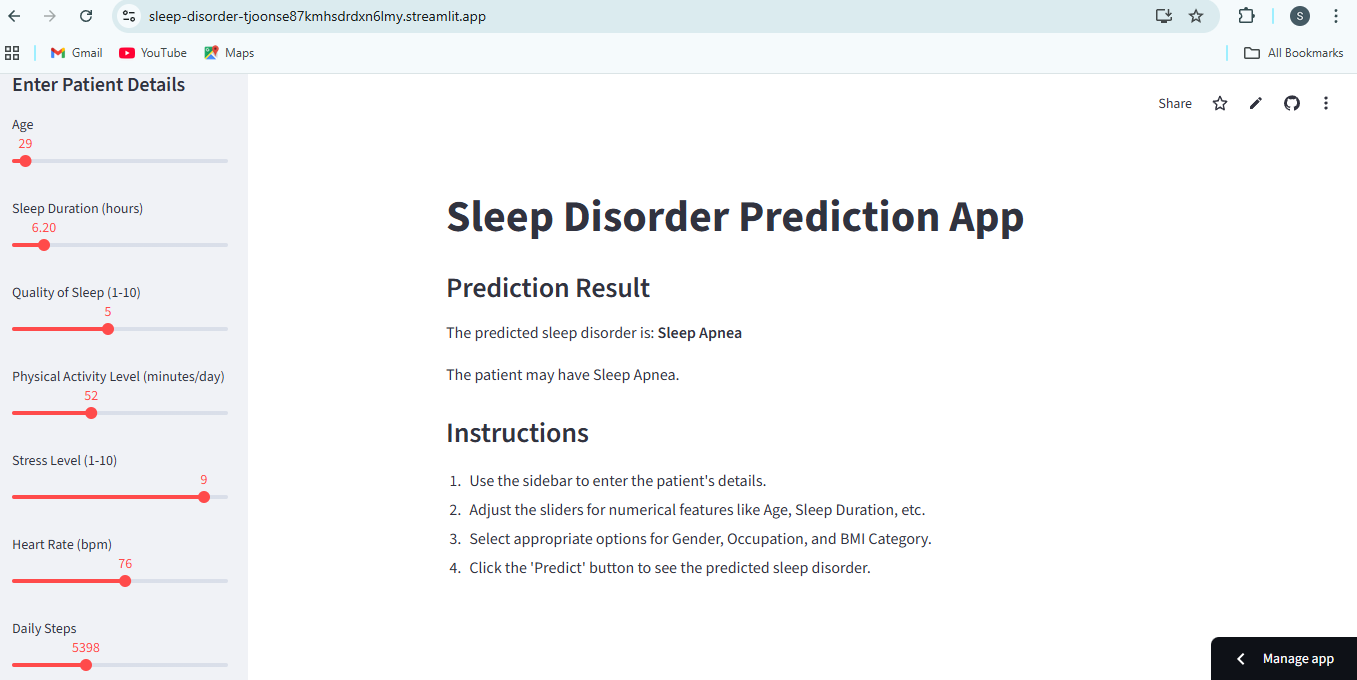 sleep-disorder-tjoonse87kmhsdrdxn6lmy.streamlit.app
S
Gmail
YouTube
Maps
All Bookmarks
Enter Patient Details
Age
29
Sleep Duration (hours)
6.20
Quality of Sleep (1-10)
5
Physical Activity Level (minutes/day)
52
Stress Level (1-10)
9
Heart Rate (bpm)
76
Daily Steps
5398
Share
Sleep Disorder Prediction App
Prediction Result
The predicted sleep disorder is: Sleep Apnea
The patient may have Sleep Apnea.
Instructions
1. Use the sidebar to enter the patient's details.
2. Adjust the sliders for numerical features like Age, Sleep Duration, etc.
3. Select appropriate options for Gender, Occupation, and BMI Category.
4. Click the 'Predict' button to see the predicted sleep disorder.
Manage app